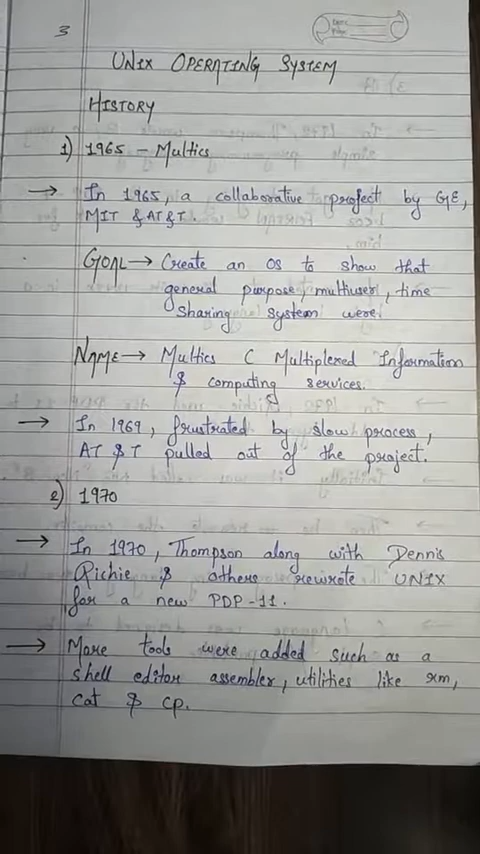 3
UNIX OPERATING SYSTEM
HISTORY
1) 1965 - Multics
→ In 1965, a collaborative project by GE,
MIT & AT&T.
GOAL → Create an OS to show that
general purpose, multiuser, time
sharing system were
NAME → Multics C Multiplexed Information
& computing services.
→ In 1969, frustrated by slow process,
AT & T pulled out of the project.
2) 1970
→ In 1970, Thompson along with Dennis
Richie & others rewrote UNIX
for a new PDP-11.
→ More tools were added such as a
shell editor assembler, utilities like rm,
cat & cp.